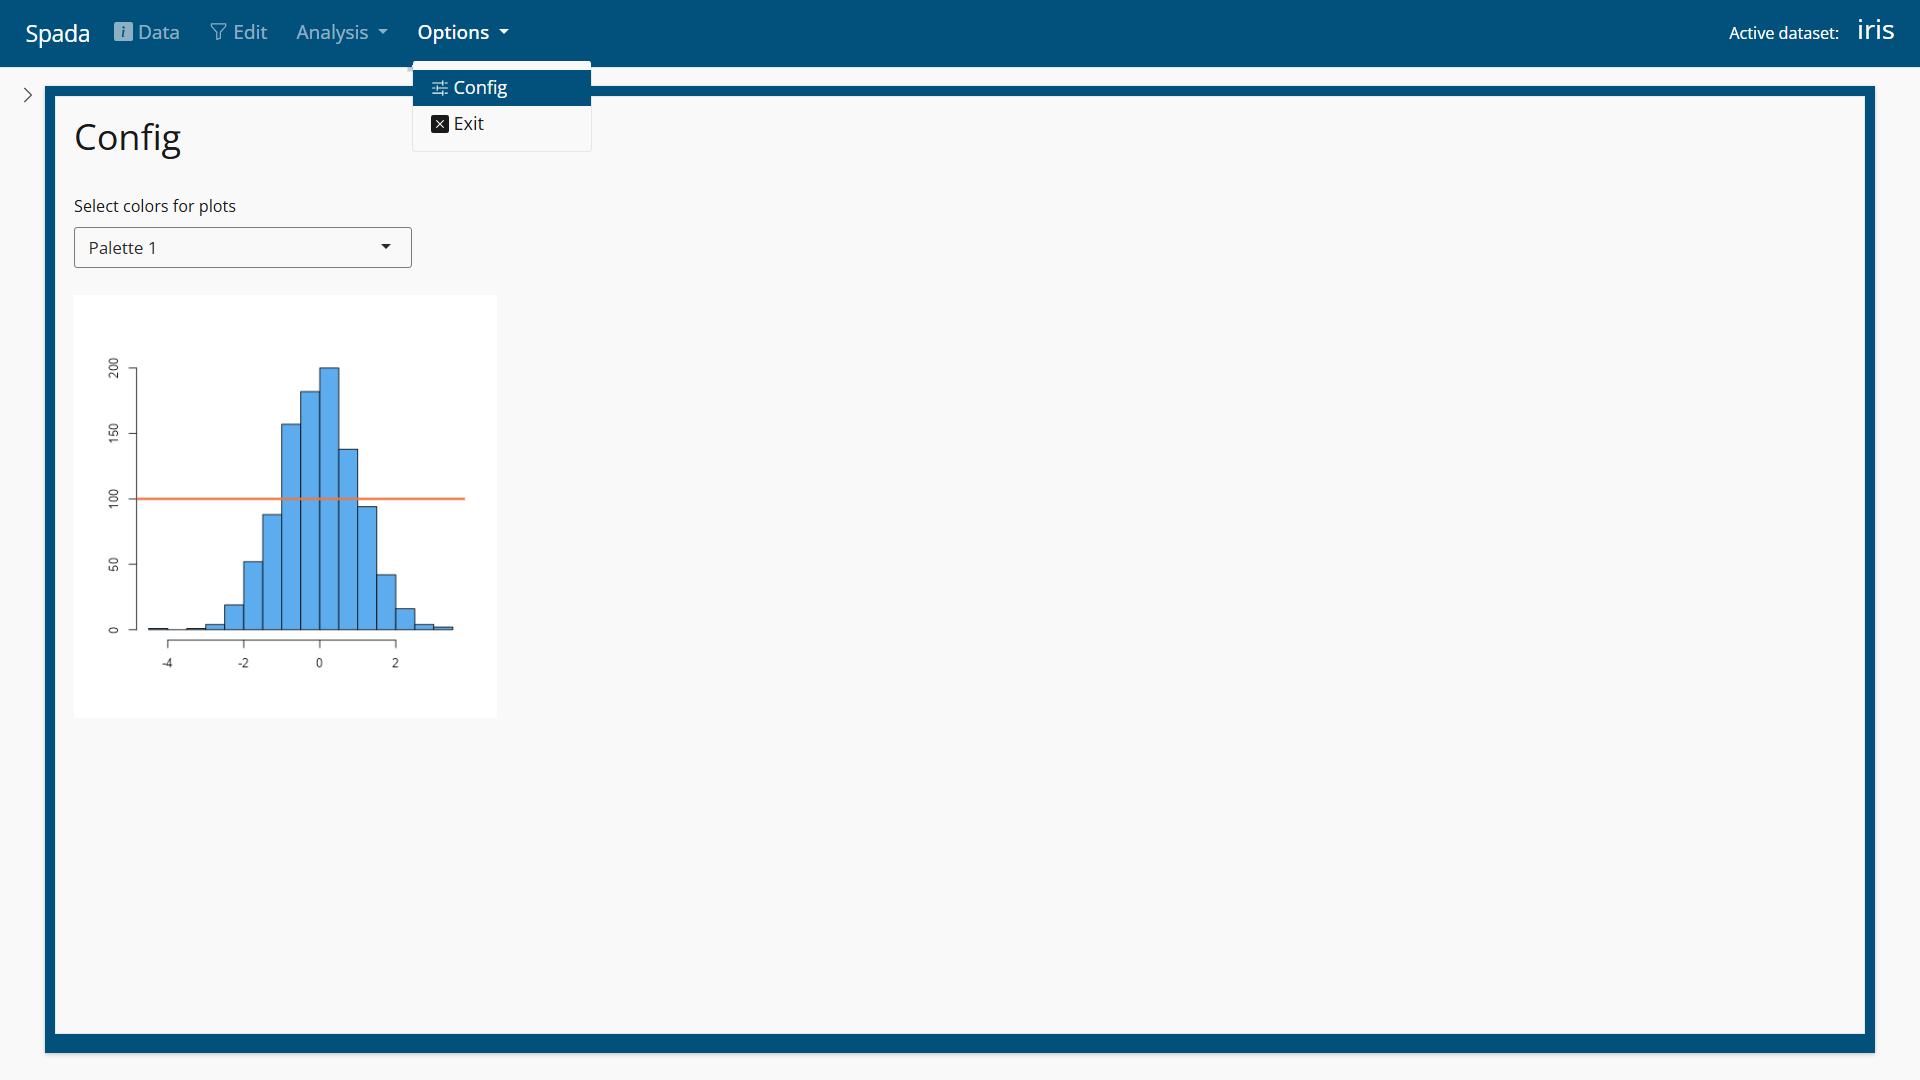 Spada Data Edit Analysis Options Active dataset: iris
Config
Exit
Config
Select colors for plots
Palette 1
200
150
100
50
0
-4 -2 0 2